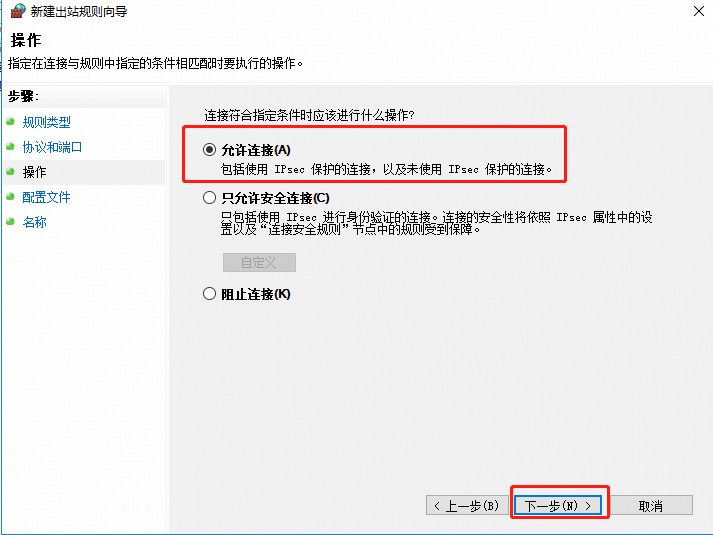 新建出站规则向导
操作
指定在连接与规则中指定的条件相匹配时要执行的操作。
步骤:
规则类型
协议和端口
操作
配置文件
名称
连接符合指定条件时应该进行什么操作?
允许连接(A)
包括使用 IPsec 保护的连接，以及未使用 IPsec 保护的连接。
只允许安全连接(C)
只包括使用 IPsec 进行身份验证的连接。连接的安全性将依照 IPsec 属性中的设
置以及“连接安全规则”节点中的规则受到保障。
自定义
阻止连接(K)
< 上一步(B)
下一步(N) >
取消